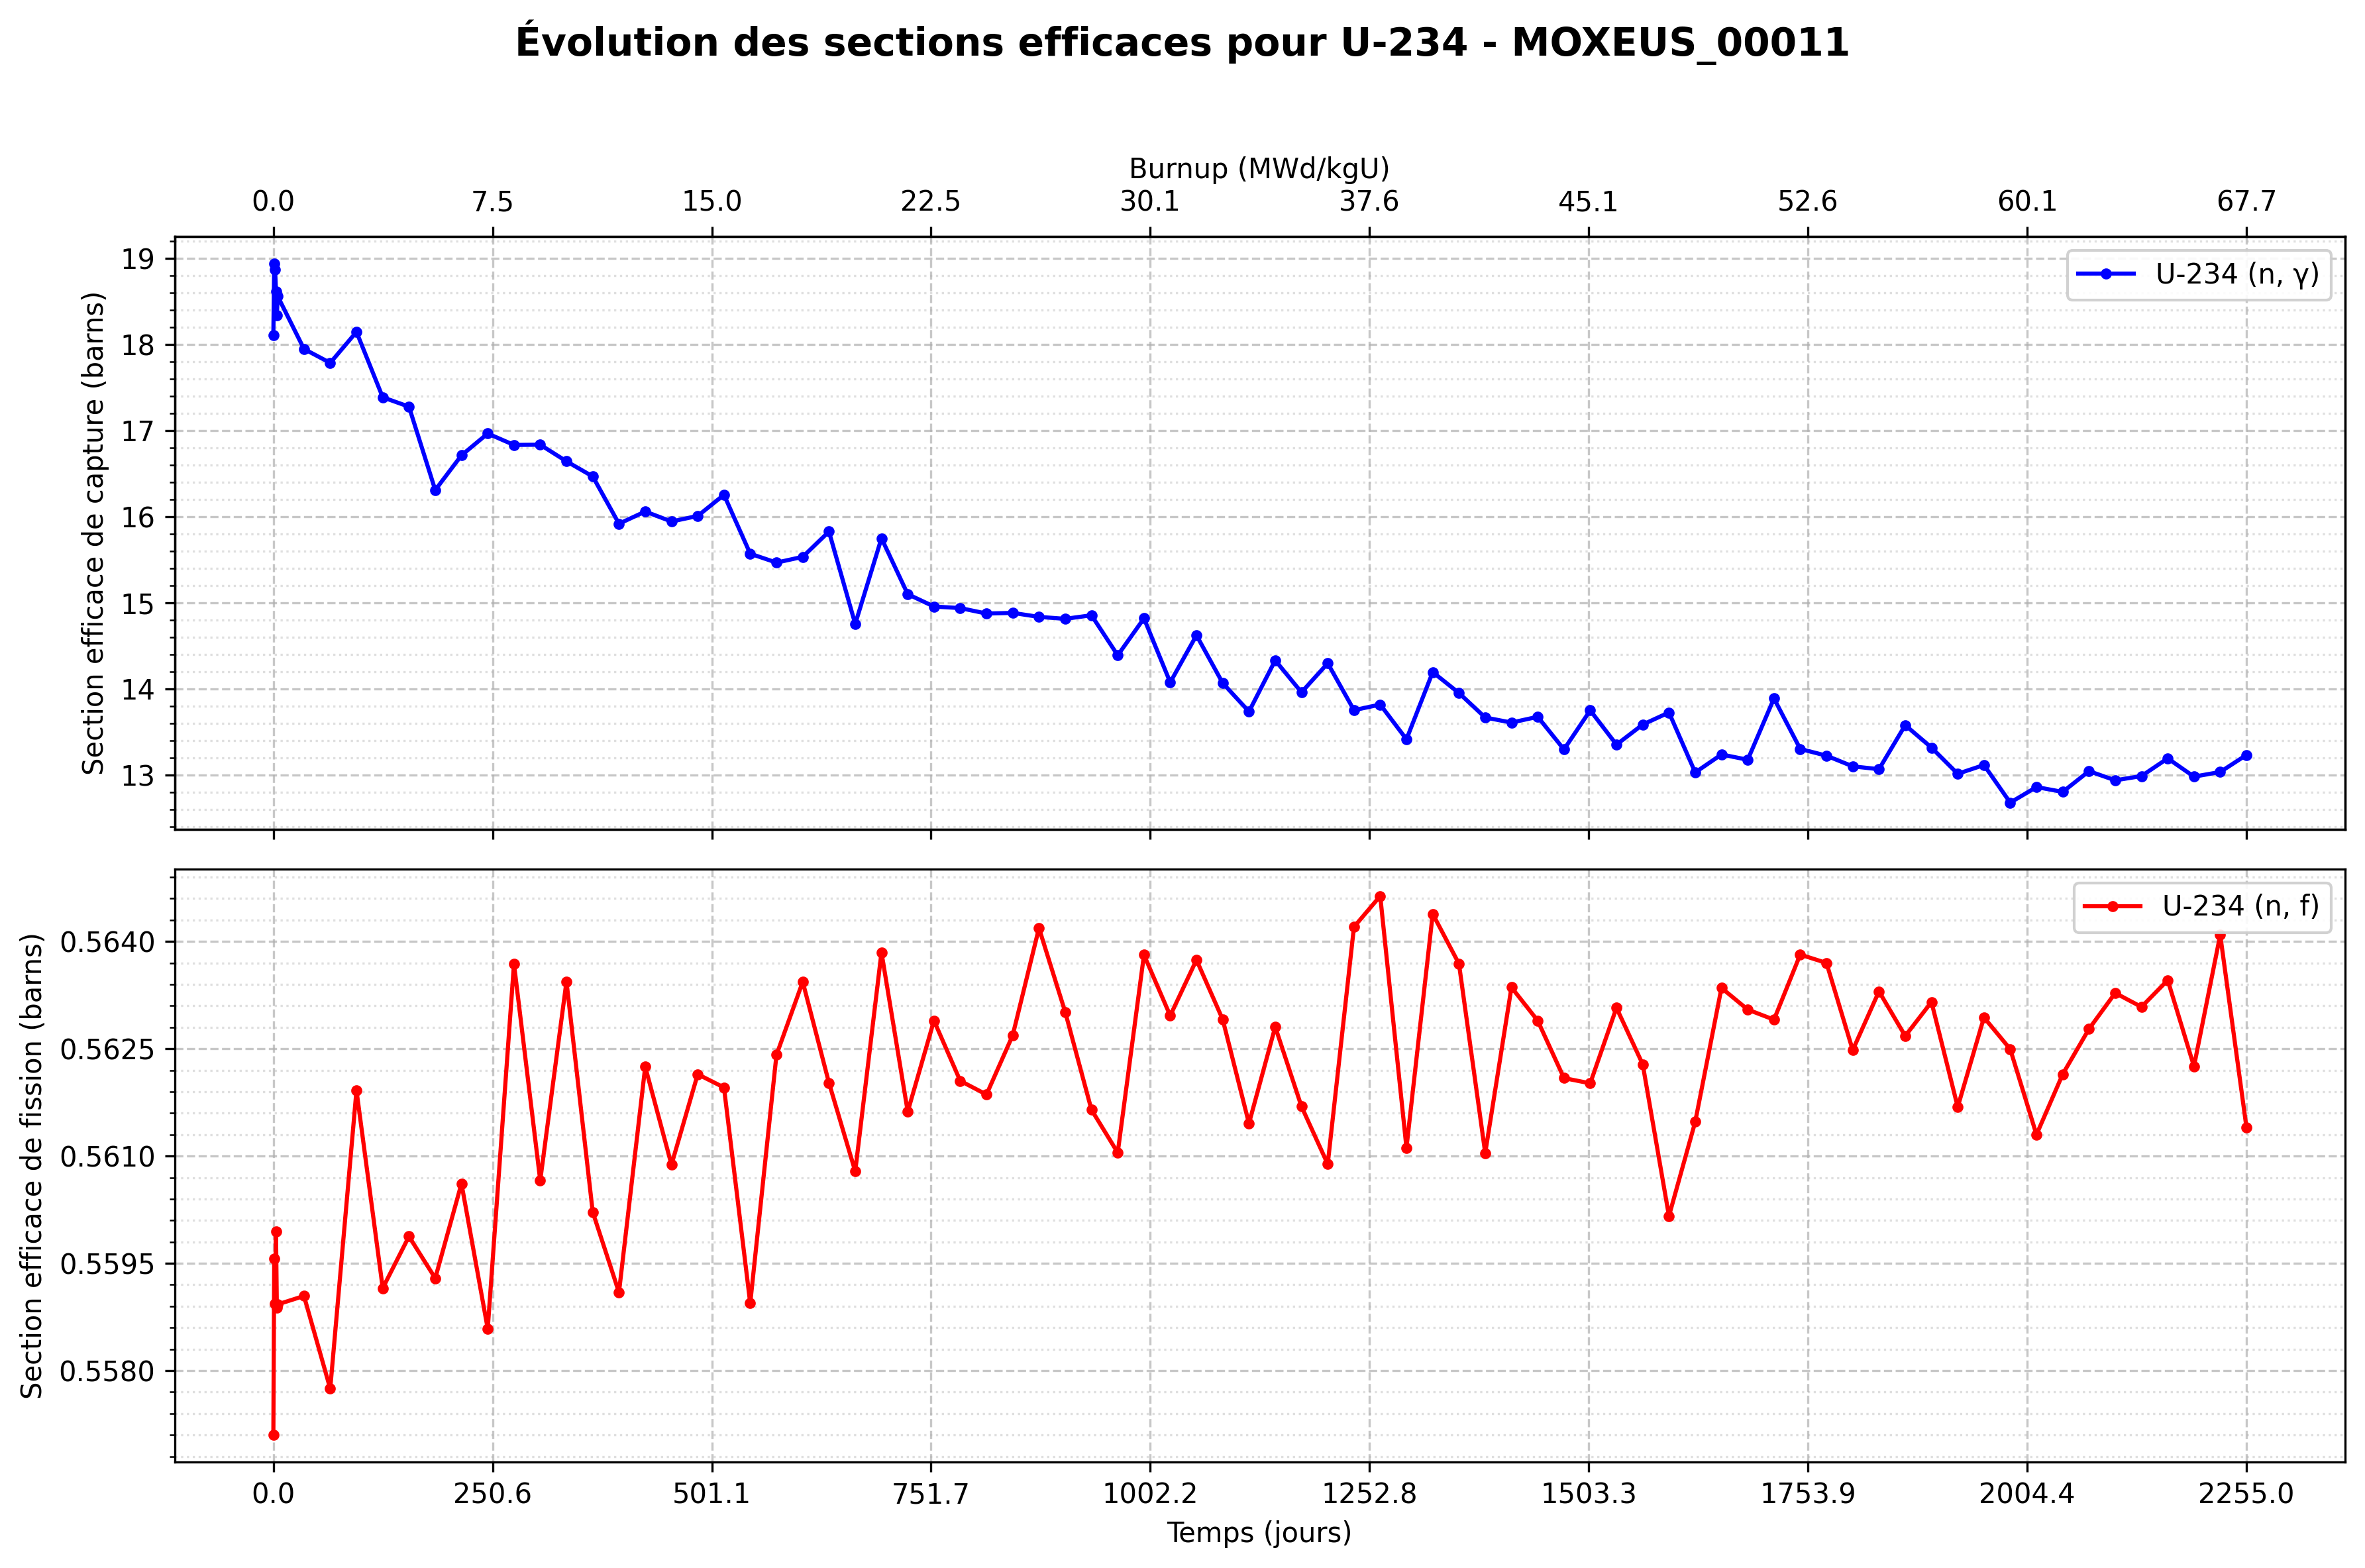 Évolution des sections efficaces pour U-234 - MOXEUS_00011
Burnup (MWd/kgU)
0.0 7.5 15.0 22.5 30.1 37.6 45.1 52.6 60.1 67.7
Section efficace de capture (barns)
19
18
17
16
15
14
13
U-234 (n, γ)
Section efficace de fission (barns)
0.5640
0.5625
0.5610
0.5595
0.5580
U-234 (n, f)
0.0 250.6 501.1 751.7 1002.2 1252.8 1503.3 1753.9 2004.4 2255.0
Temps (jours)